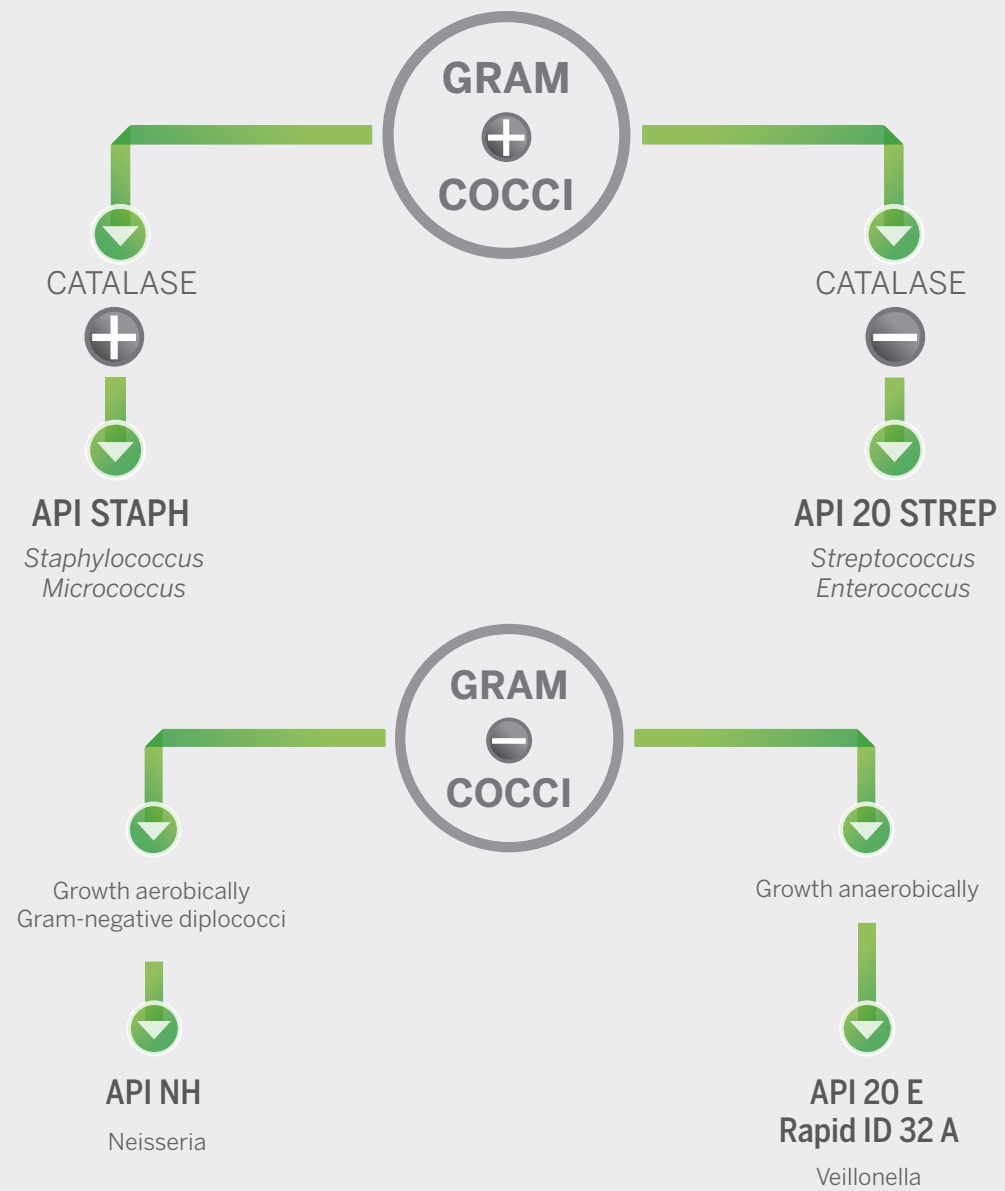 GRAM
+
COCCI
CATALASE
+
API STAPH
Staphylococcus
Micrococcus
CATALASE
−
API 20 STREP
Streptococcus
Enterococcus
GRAM
−
COCCI
Growth aerobically
Gram-negative diplococci
API NH
Neisseria
Growth anaerobically
API 20 E
Rapid ID 32 A
Veillonella